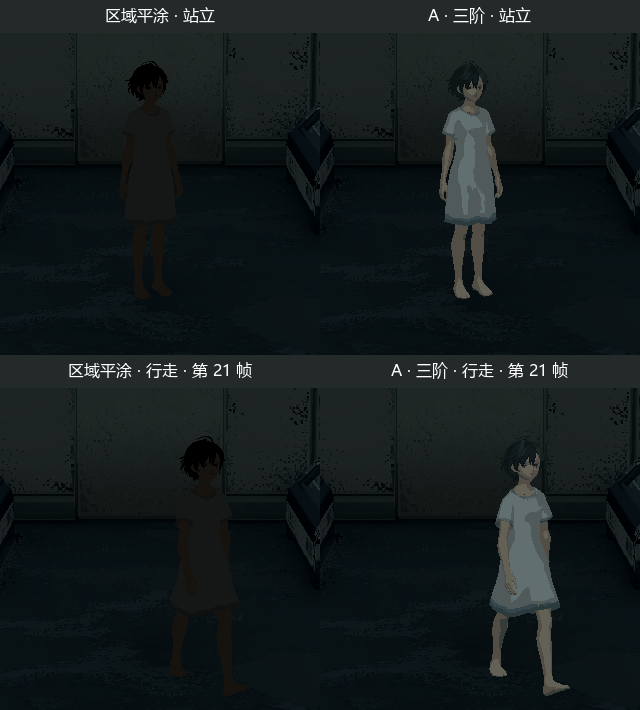 区域平涂 · 站立
A · 三阶 · 站立
区域平涂 · 行走 · 第 21 帧
A · 三阶 · 行走 · 第 21 帧